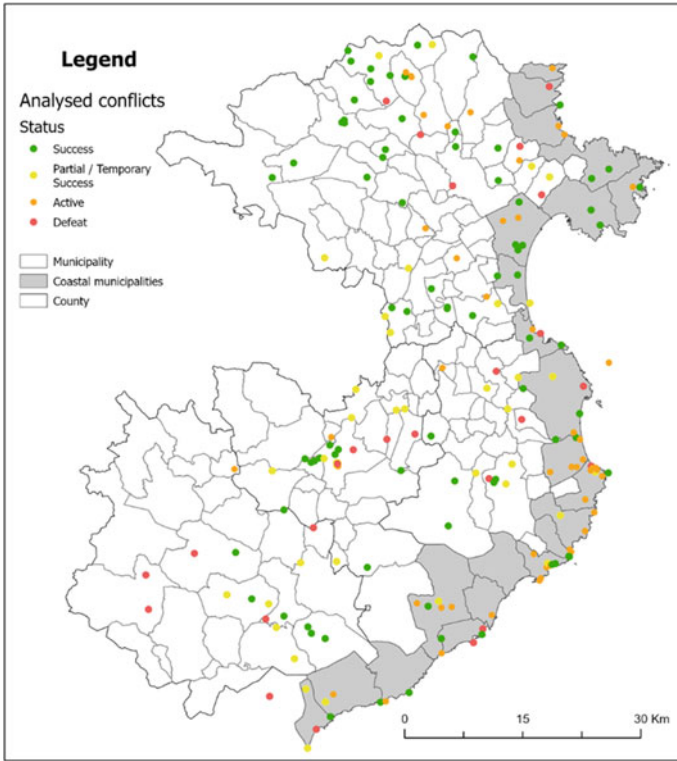 Legend
Analysed conflicts
Status
Success
Partial / Temporary
Success
Active
Defeat
Municipality
Coastal municipalities
County
0 15 30 Km